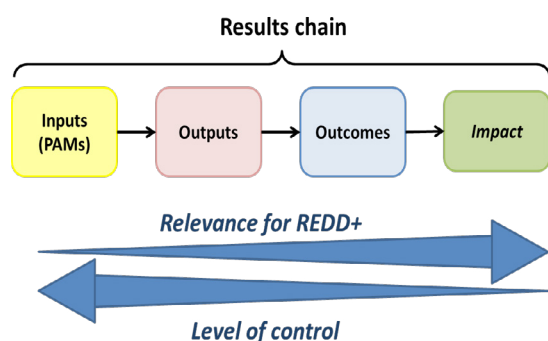 Results chain
Inputs
(PAMs)
Outputs
Outcomes
Impact
Relevance for REDD+
Level of control